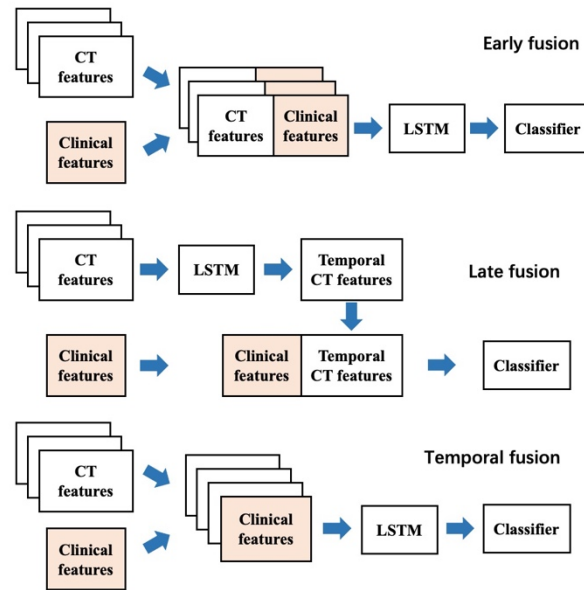 Early fusion
CT
features
Clinical
features
CT
features
Clinical
features
LSTM
Classifier
Late fusion
CT
features
LSTM
Temporal
CT features
Clinical
features
Clinical
features
Temporal
CT features
Classifier
Temporal fusion
CT
features
Clinical
features
Clinical
features
LSTM
Classifier